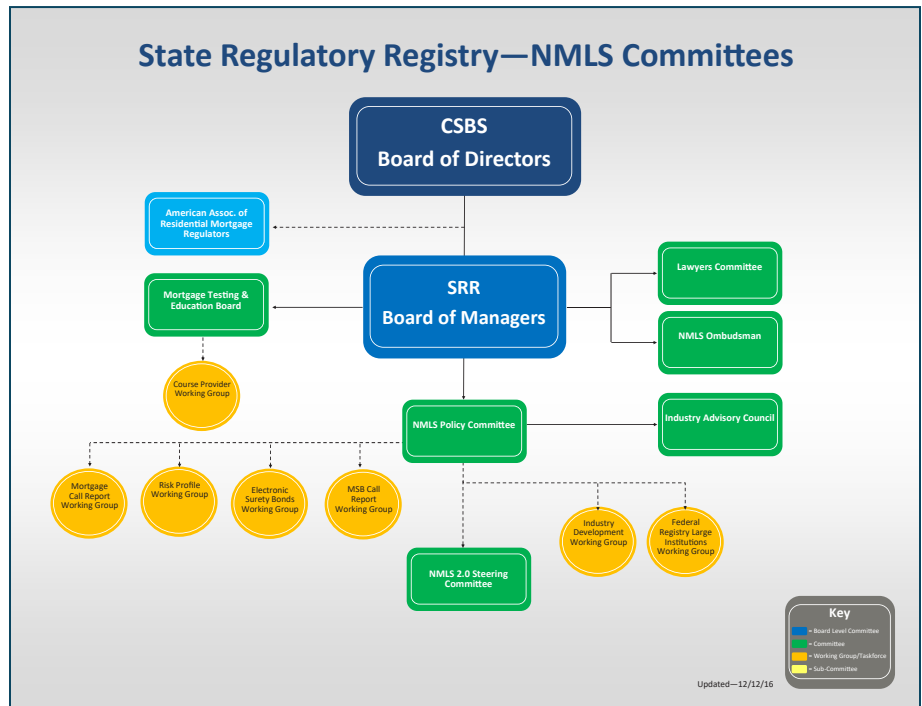 State Regulatory Registry—NMLS Committees
CSBS
Board of Directors
American Assoc. of
Residential Mortgage
Regulators
SRR
Board of Managers
Lawyers Committee
Mortgage Testing &
Education Board
NMLS Ombudsman
Course Provider
Working Group
NMLS Policy Committee
Industry Advisory Council
Mortgage
Call Report
Working Group
Risk Profile
Working Group
Electronic
Surety Bonds
Working Group
MSB Call
Report
Working Group
Industry
Development
Working Group
Federal
Registry Large
Institutions
Working Group
NMLS 2.0 Steering
Committee
Key
= Board Level Committee
= Committee
= Working Group/Taskforce
= Sub-Committee
Updated—12/12/16